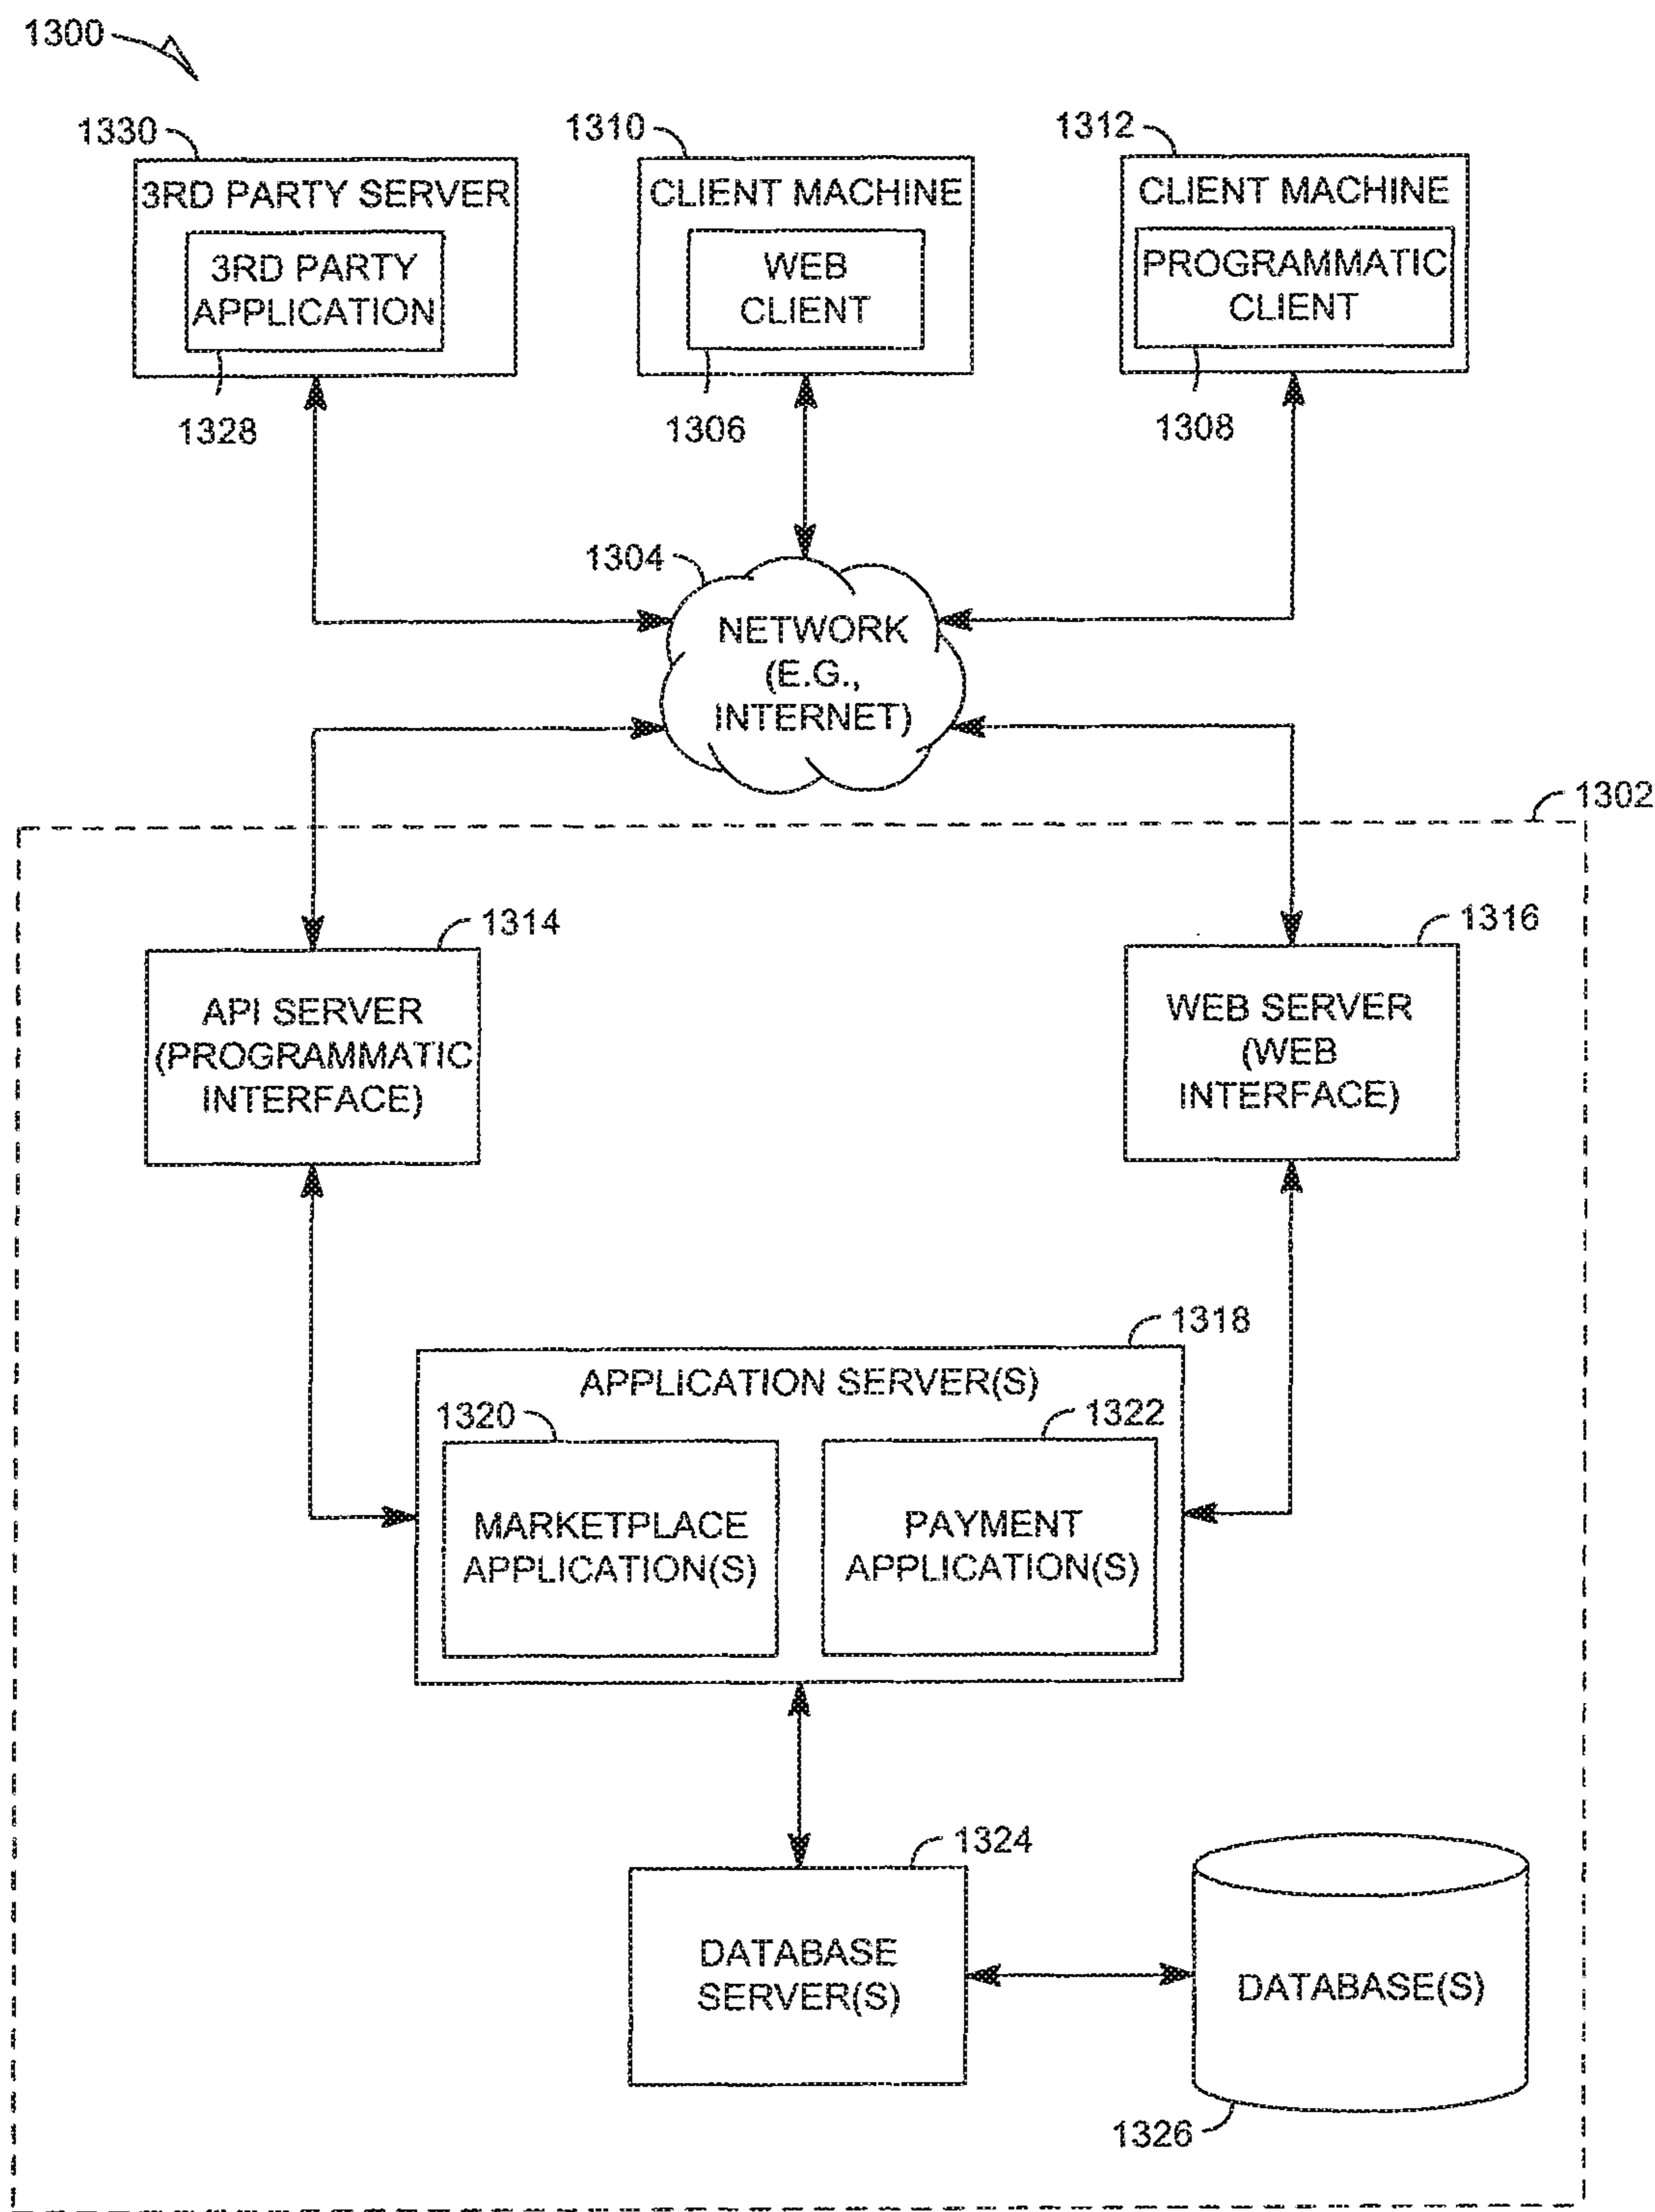 1300
1330
1310
1312
3RD PARTY SERVER
3RD PARTY
APPLICATION
CLIENT MACHINE
WEB
CLIENT
CLIENT MACHINE
PROGRAMMATIC
CLIENT
1328
1306
1308
1304
NETWORK
(E.G.,
INTERNET)
1302
1314
1316
API SERVER
(PROGRAMMATIC
INTERFACE)
WEB SERVER
(WEB
INTERFACE)
1318
APPLICATION SERVER(S)
1320
1322
MARKETPLACE
APPLICATION(S)
PAYMENT
APPLICATION(S)
1324
DATABASE
SERVER(S)
DATABASE(S)
1326